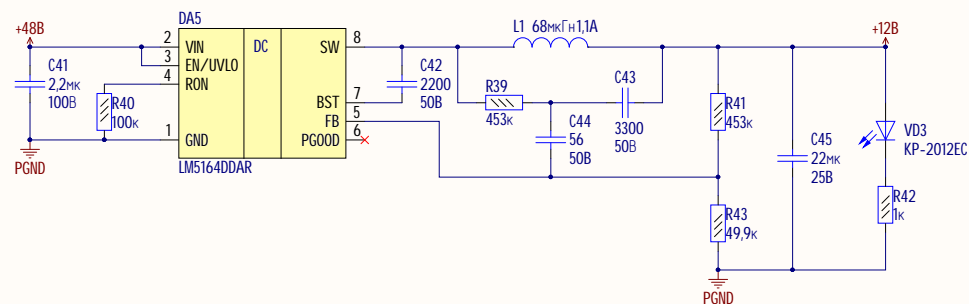 +48В
C41
2,2мк
100В
PGND
R40
100к
DA5
2
VIN
3
EN/UVLO
4
RON
1
GND
DC
SW
8
BST
7
FB
5
PGOOD
6
LM5164DDAR
C42
2200
50В
L1 68мкГн1,1А
R39
453к
C44
56
50В
C43
3300
50В
R41
453к
R43
49,9к
PGND
C45
22мк
25В
+12В
VD3
KP-2012EC
R42
1к